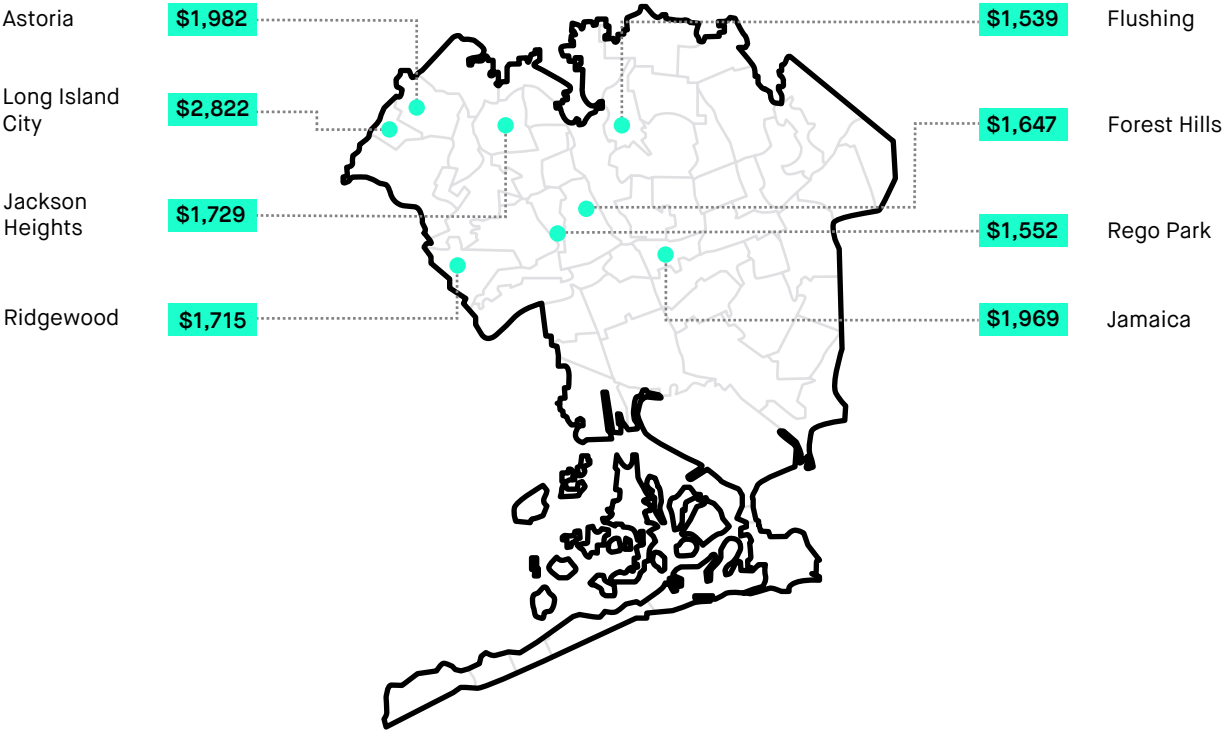 Astoria
$1,982
Long Island
City
$2,822
Jackson
Heights
$1,729
Ridgewood
$1,715
$1,539
Flushing
$1,647
Forest Hills
$1,552
Rego Park
$1,969
Jamaica